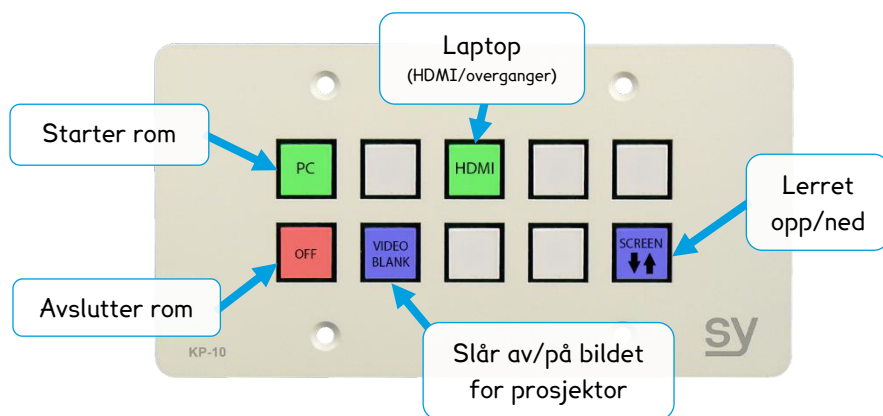 Laptop
(HDMI/overganger)
Starter rom
PC
HDMI
Lerret
opp/ned
OFF
VIDEO
BLANK
SCREEN
Avslutter rom
Slår av/på bildet
for prosjektor
KP-10
sy